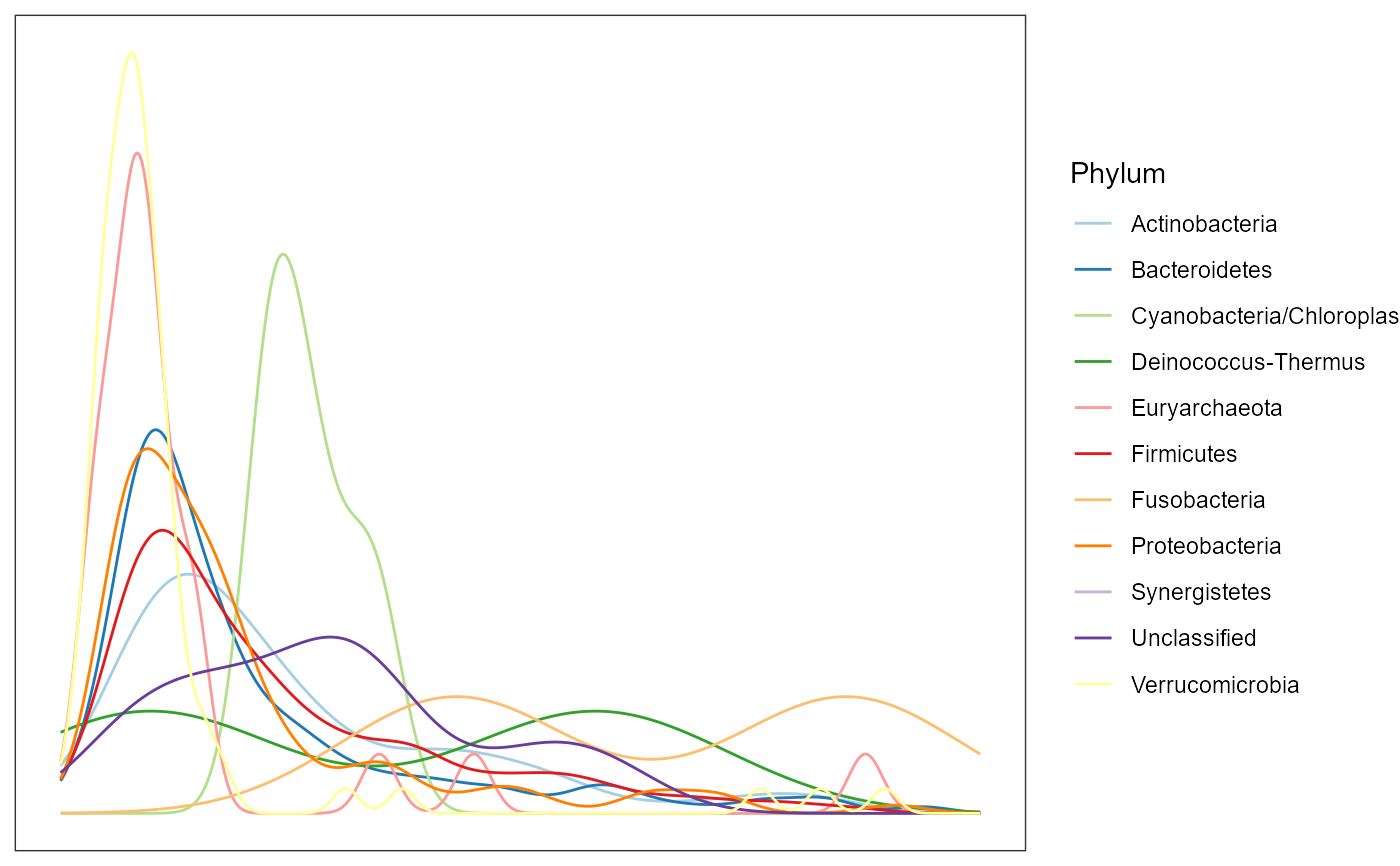 Phylum
Actinobacteria
Bacteroidetes
Cyanobacteria/Chloroplas
Deinococcus-Thermus
Euryarchaeota
Firmicutes
Fusobacteria
Proteobacteria
Synergistetes
Unclassified
Verrucomicrobia